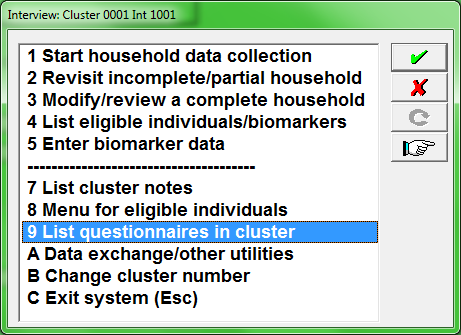 Interview: Cluster 0001 Int 1001
1 Start household data collection
2 Revisit incomplete/partial household
3 Modify/review a complete household
4 List eligible individuals/biomarkers
5 Enter biomarker data
-----------------------------------
7 List cluster notes
8 Menu for eligible individuals
9 List questionnaires in cluster
A Data exchange/other utilities
B Change cluster number
C Exit system (Esc)